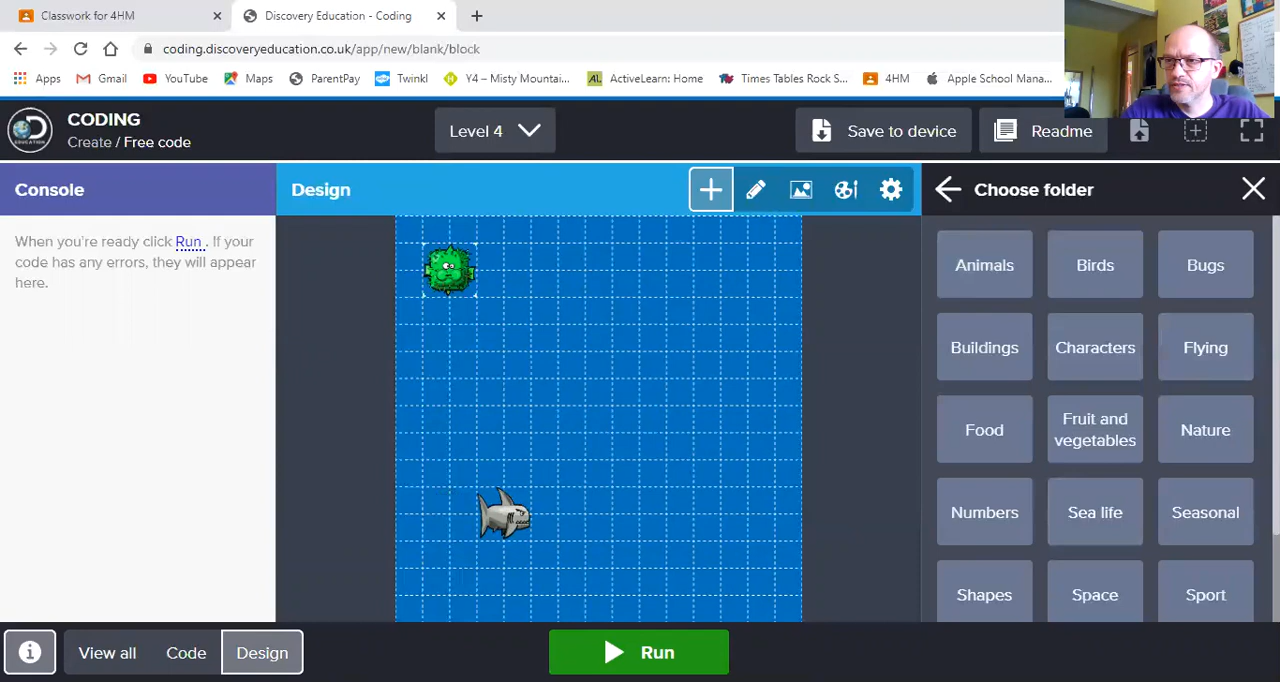 Classwork for 4HM
Discovery Education - Coding
coding.discoveryeducation.co.uk/app/new/blank/block
Apps
Gmail
YouTube
Maps
ParentPay
Twinkl
Y4 – Misty Mountai...
ActiveLearn: Home
Times Tables Rock S...
4HM
Apple School Mana...
EDUCATION
CODING
Create / Free code
Level 4
Save to device
Readme
Console
Design
Choose folder
When you're ready click Run . If your
code has any errors, they will appear
here.
Animals
Birds
Bugs
Buildings
Characters
Flying
Food
Fruit and
vegetables
Nature
Numbers
Sea life
Seasonal
Shapes
Space
Sport
View all
Code
Design
Run